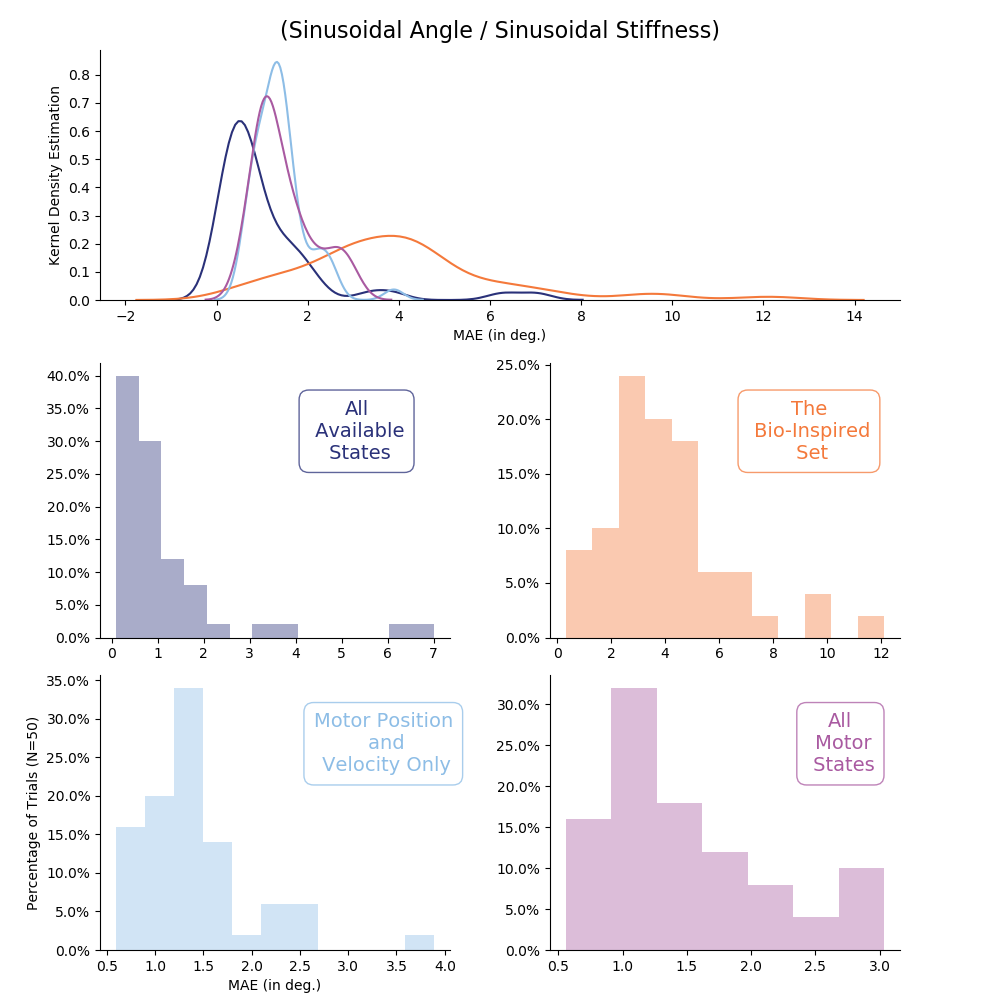 (Sinusoidal Angle / Sinusoidal Stiffness)
Kernel Density Estimation
0.8
0.7
0.6
0.5
0.4
0.3
0.2
0.1
0.0
−2 0 2 4 6 8 10 12 14
MAE (in deg.)
40.0%
35.0%
30.0%
25.0%
20.0%
15.0%
10.0%
5.0%
0.0%
0 1 2 3 4 5 6 7
All
Available
States
25.0%
20.0%
15.0%
10.0%
5.0%
0.0%
0 2 4 6 8 10 12
The
Bio-Inspired
Set
Percentage of Trials (N=50)
35.0%
30.0%
25.0%
20.0%
15.0%
10.0%
5.0%
0.0%
0.5 1.0 1.5 2.0 2.5 3.0 3.5 4.0
MAE (in deg.)
Motor Position
and
Velocity Only
30.0%
25.0%
20.0%
15.0%
10.0%
5.0%
0.0%
0.5 1.0 1.5 2.0 2.5 3.0
All
Motor
States